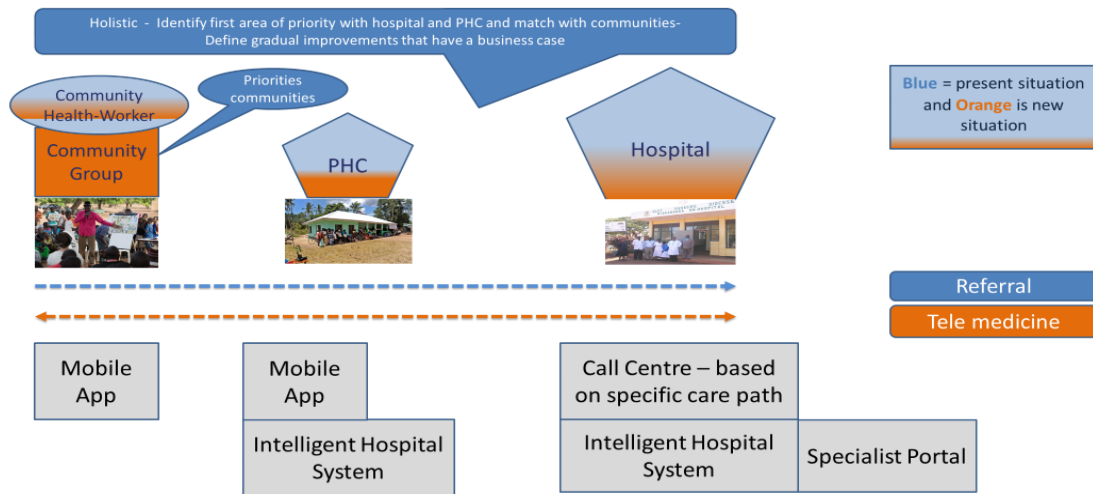 Holistic - Identify first area of priority with hospital and PHC and match with communities-
Define gradual improvements that have a business case
Community
Health-Worker
Priorities
communities
Community
Group
PHC
Hospital
Blue = present situation
and Orange is new
situation
Referral
Tele medicine
Mobile
App
Mobile
App
Intelligent Hospital
System
Call Centre – based
on specific care path
Intelligent Hospital
System
Specialist Portal